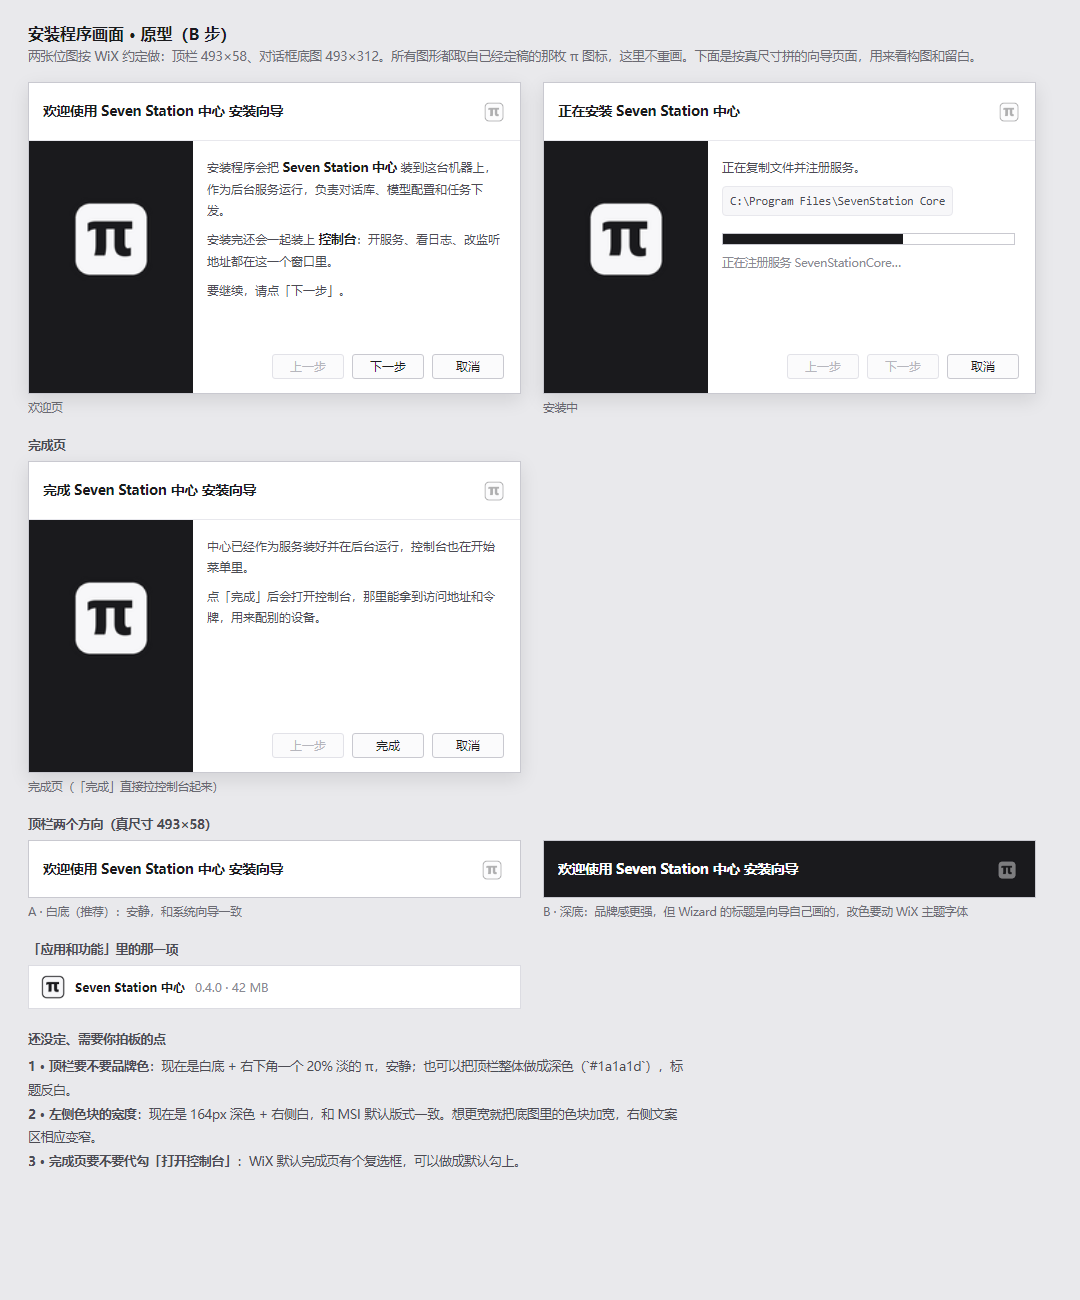 安装程序画面 • 原型（B 步）
两张位图按 WiX 约定做：顶栏 493×58、对话框底图 493×312。所有图形都取自已经定稿的那枚 π 图标，这里不重画。下面是按真尺寸拼的向导页面，用来看构图和留白。
欢迎使用 Seven Station 中心 安装向导
π
π
安装程序会把 Seven Station 中心 装到这台机器上，
作为后台服务运行，负责对话库、模型配置和任务下
发。
安装完还会一起装上 控制台：开服务、看日志、改监听
地址都在这一个窗口里。
要继续，请点「下一步」。
上一步
下一步
取消
欢迎页
正在安装 Seven Station 中心
π
π
正在复制文件并注册服务。
C:\Program Files\SevenStation Core
正在注册服务 SevenStationCore...
上一步
下一步
取消
安装中
完成页
完成 Seven Station 中心 安装向导
π
π
中心已经作为服务装好并在后台运行，控制台也在开始
菜单里。
点「完成」后会打开控制台，那里能拿到访问地址和令
牌，用来配别的设备。
上一步
完成
取消
完成页（「完成」直接拉控制台起来）
顶栏两个方向（真尺寸 493×58）
欢迎使用 Seven Station 中心 安装向导
π
A · 白底（推荐）：安静，和系统向导一致
欢迎使用 Seven Station 中心 安装向导
π
B · 深底：品牌感更强，但 Wizard 的标题是向导自己画的，改色要动 WiX 主题字体
「应用和功能」里的那一项
π Seven Station 中心 0.4.0 · 42 MB
还没定、需要你拍板的点
1 • 顶栏要不要品牌色：现在是白底 + 右下角一个 20% 淡的 π，安静；也可以把顶栏整体做成深色（`#1a1a1d`），标
题反白。
2 • 左侧色块的宽度：现在是 164px 深色 + 右侧白，和 MSI 默认版式一致。想更宽就把底图里的色块加宽，右侧文案
区相应变窄。
3 • 完成页要不要代勾「打开控制台」：WiX 默认完成页有个复选框，可以做成默认勾上。